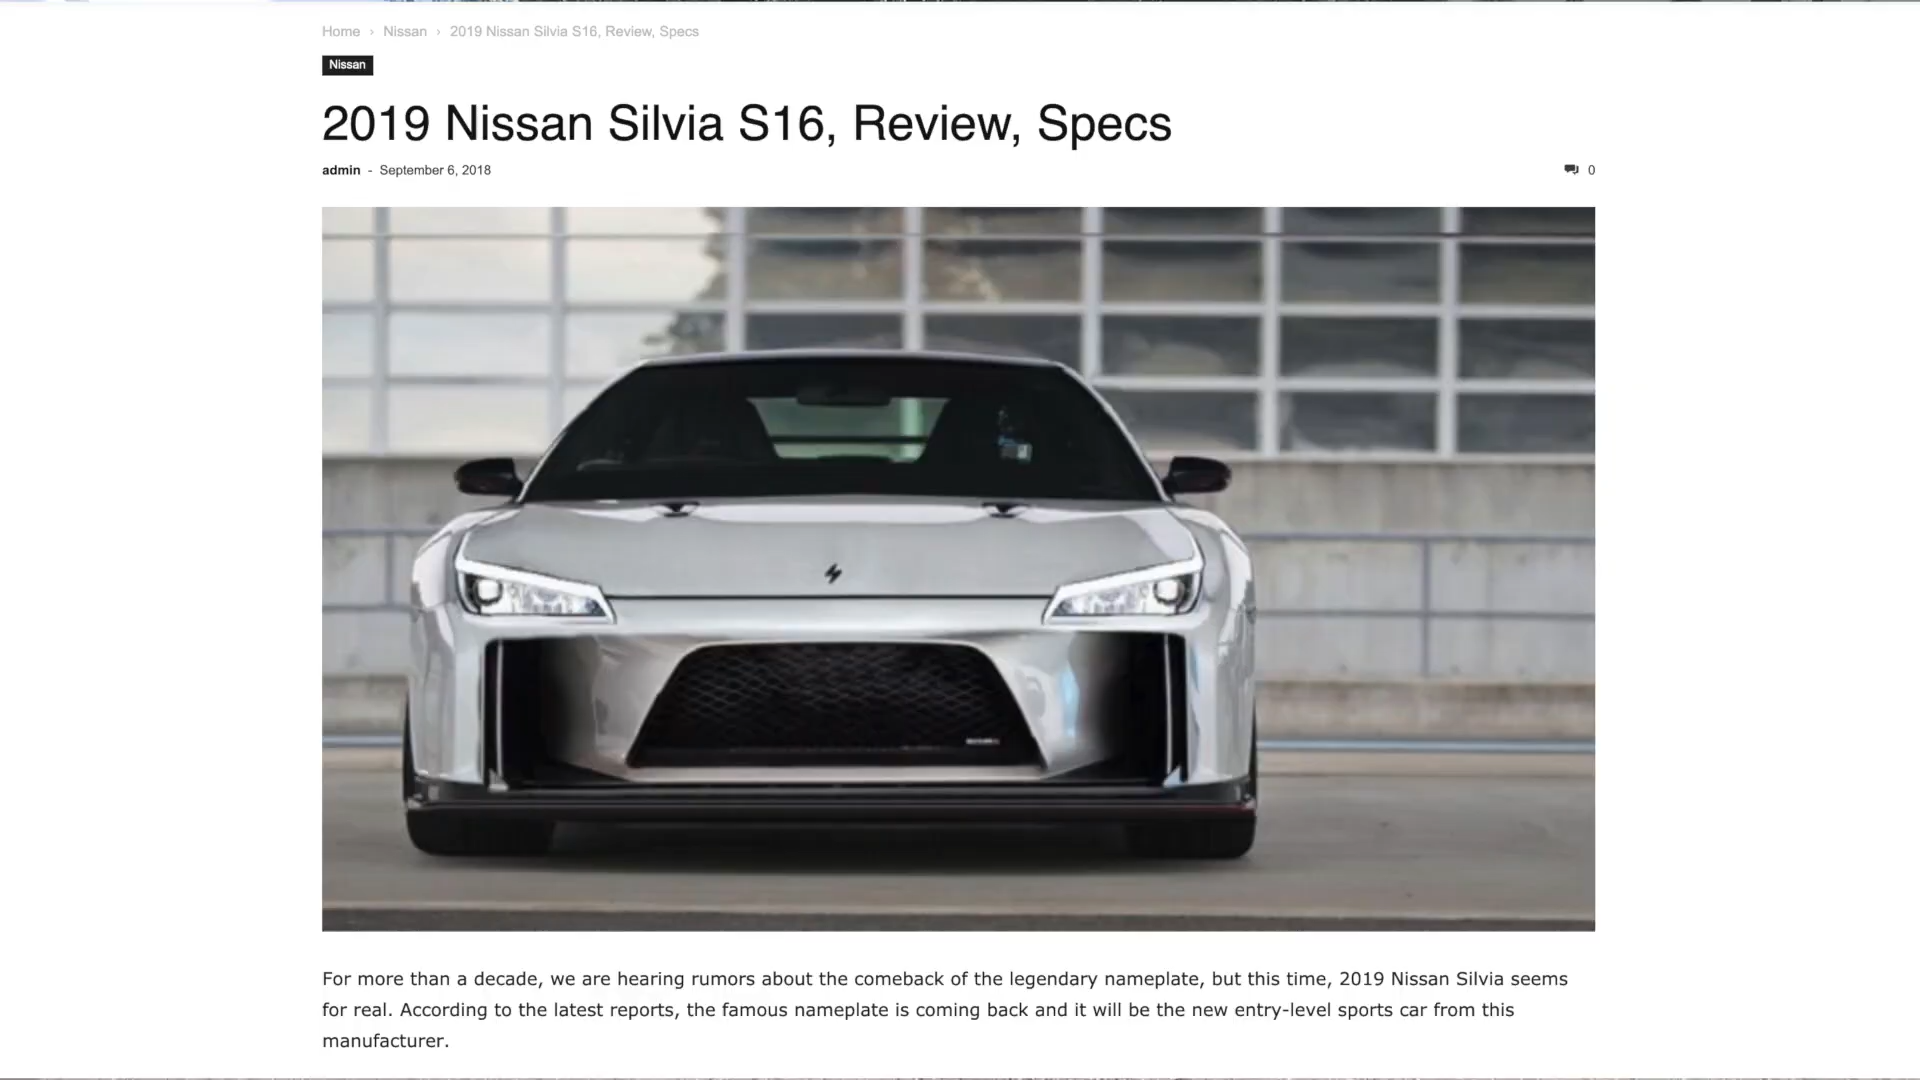 Home › Nissan › 2019 Nissan Silvia S16, Review, Specs
Nissan
2019 Nissan Silvia S16, Review, Specs
admin - September 6, 2018
0
For more than a decade, we are hearing rumors about the comeback of the legendary nameplate, but this time, 2019 Nissan Silvia seems
for real. According to the latest reports, the famous nameplate is coming back and it will be the new entry-level sports car from this
manufacturer.